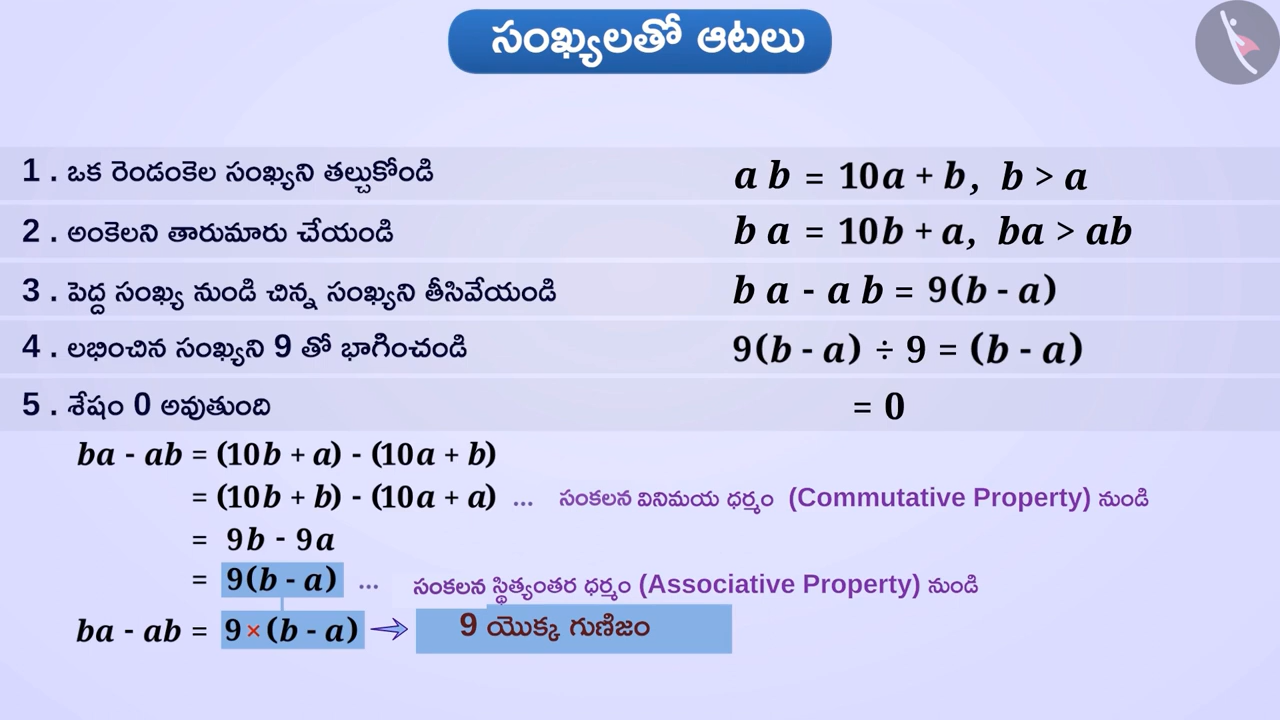 సంఖ్యలతో ఆటలు
1 . ఒక రెండంకెల సంఖ్యని తల్చుకోండి a b = 10a + b, b > a
2 . అంకెలని తారుమారు చేయండి b a = 10b + a, ba > ab
3 . పెద్ద సంఖ్య నుండి చిన్న సంఖ్యని తీసివేయండి b a - a b = 9(b - a)
4 . లభించిన సంఖ్యని 9 తో భాగించండి 9(b - a) ÷ 9 = (b - a)
5 . శేషం 0 అవుతుంది = 0
ba - ab = (10b + a) - (10a + b)
= (10b + b) - (10a + a) ... సంకలన వినిమయ ధర్మం (Commutative Property) నుండి
= 9b - 9a
= 9(b - a) ... సంకలన స్థిత్యంతర ధర్మం (Associative Property) నుండి
ba - ab = 9 × (b - a) → 9 యొక్క గుణిజం